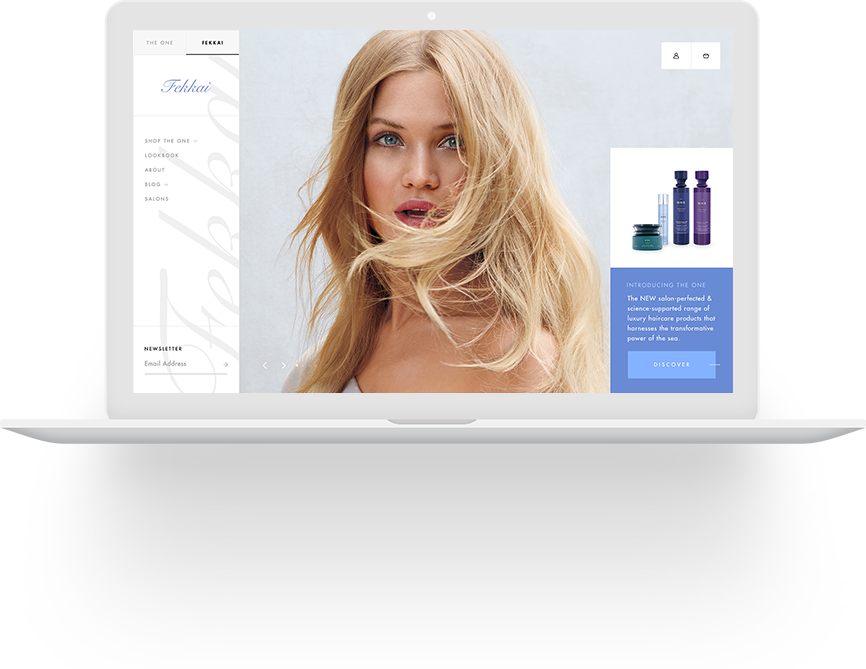 THE ONE
FEKKAI
Fekkai
Fekkai
SHOP THE ONE
LOOKBOOK
ABOUT
BLOG
SALONS
NEWSLETTER
Email Address
ONE
INTRODUCING THE ONE
The NEW salon-perfected &
science-supported range of
luxury haircare products that
harnesses the transformative
power of the sea.
DISCOVER